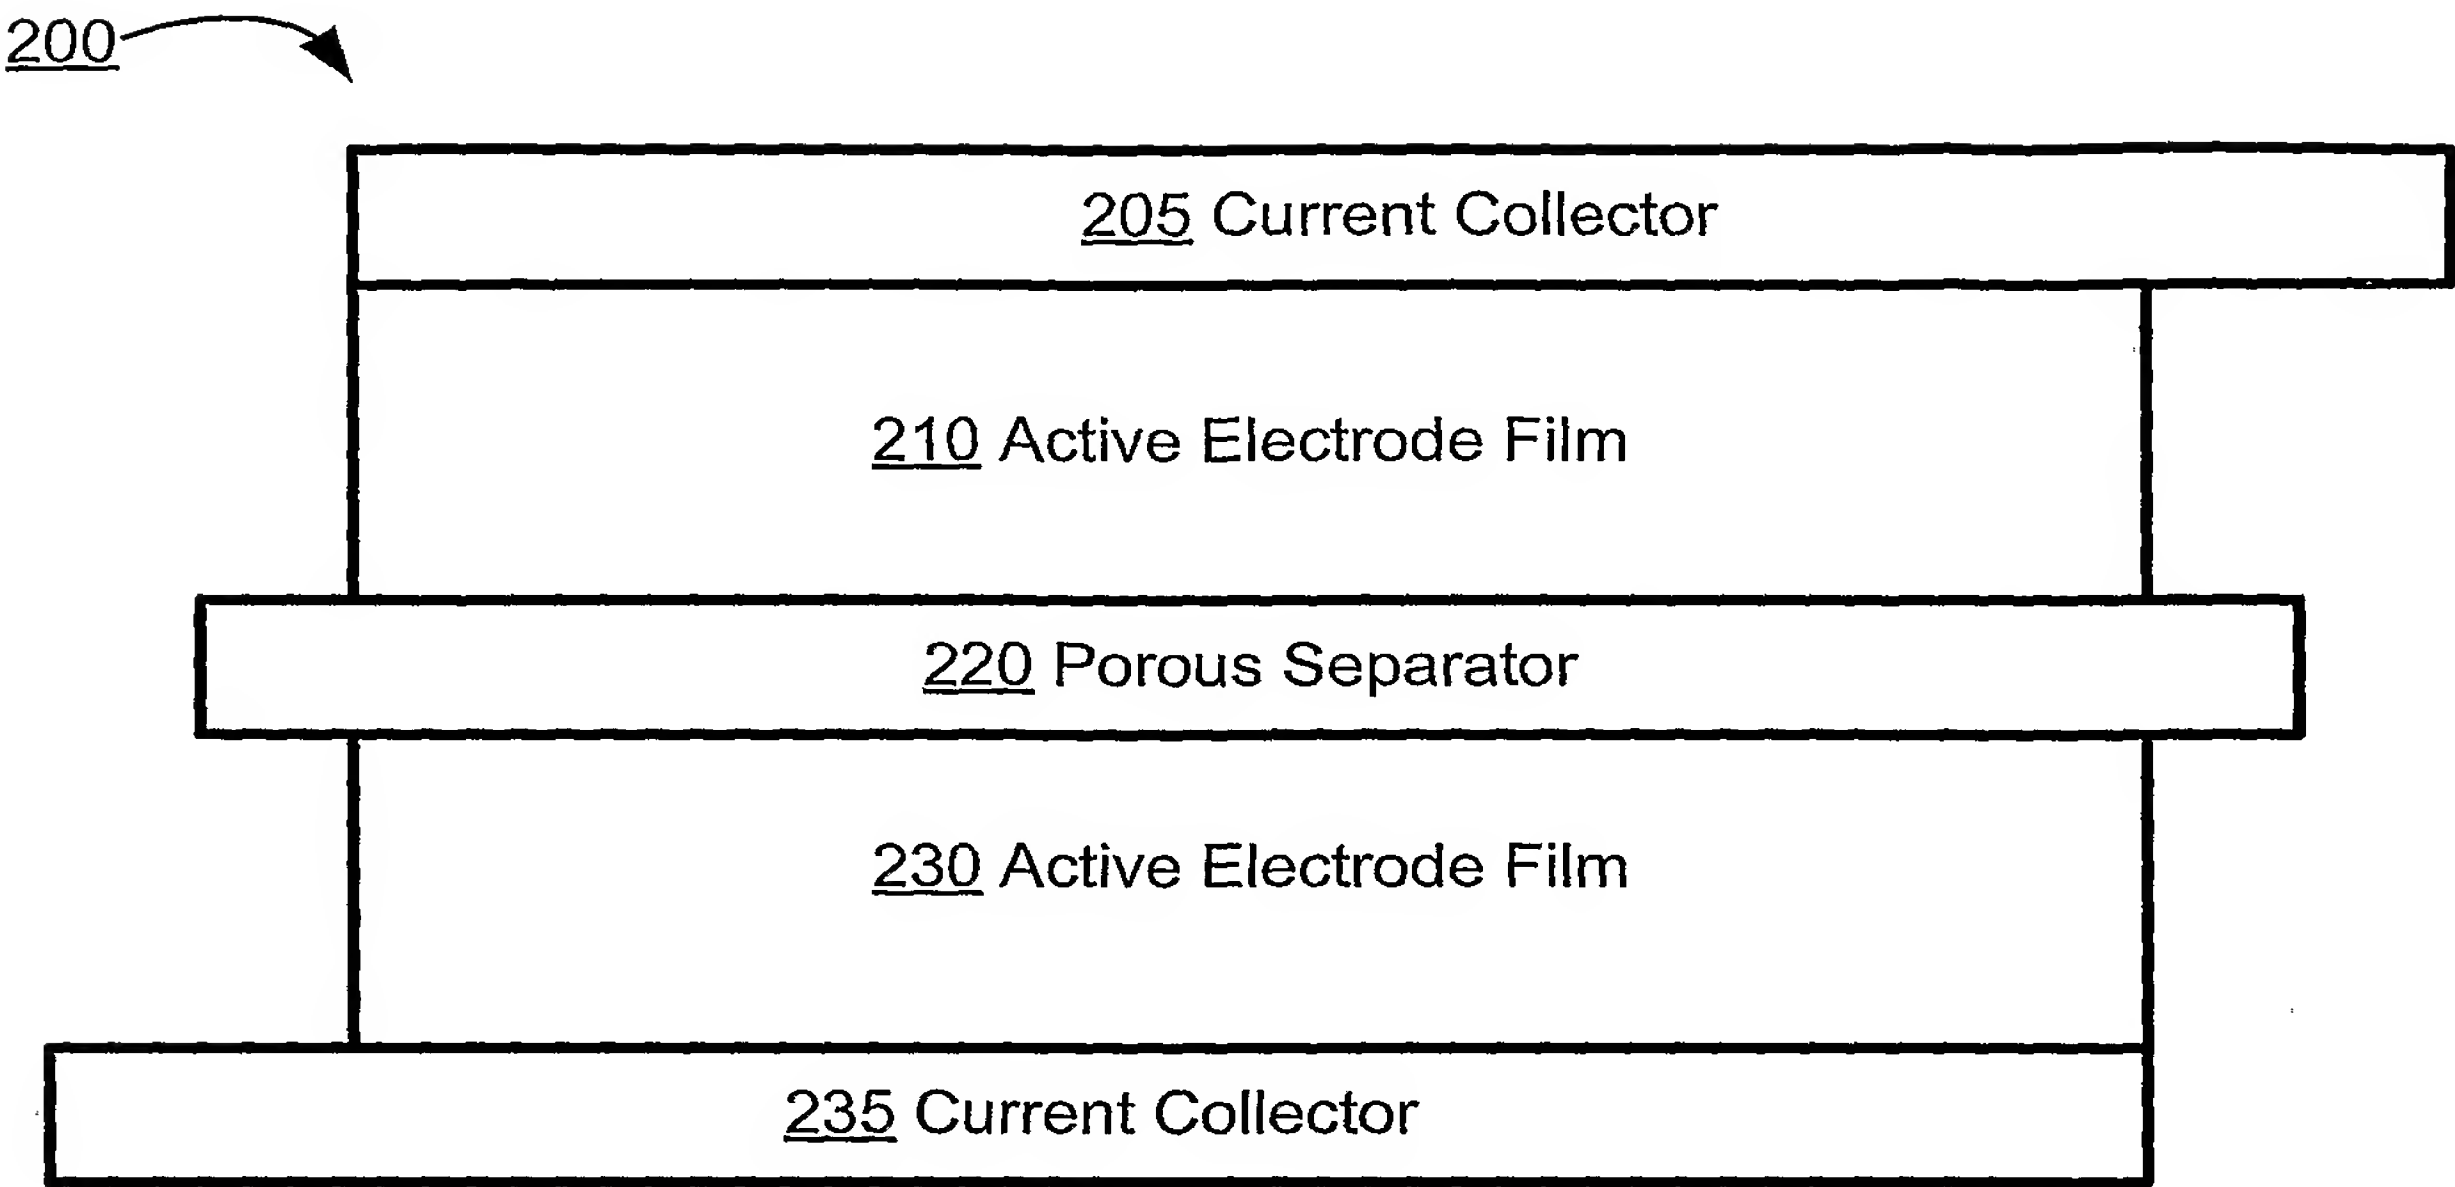 200
205 Current Collector
210 Active Electrode Film
220 Porous Separator
230 Active Electrode Film
235 Current Collector